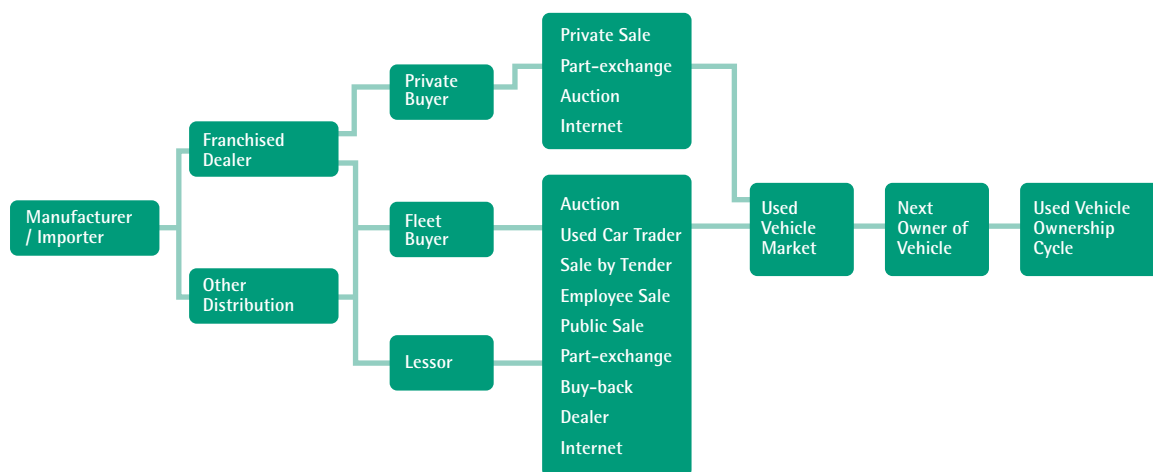 Manufacturer
/ Importer
Franchised
Dealer
Other
Distribution
Private
Buyer
Fleet
Buyer
Lessor
Private Sale
Part-exchange
Auction
Internet
Auction
Used Car Trader
Sale by Tender
Employee Sale
Public Sale
Part-exchange
Buy-back
Dealer
Internet
Used
Vehicle
Market
Next
Owner of
Vehicle
Used Vehicle
Ownership
Cycle